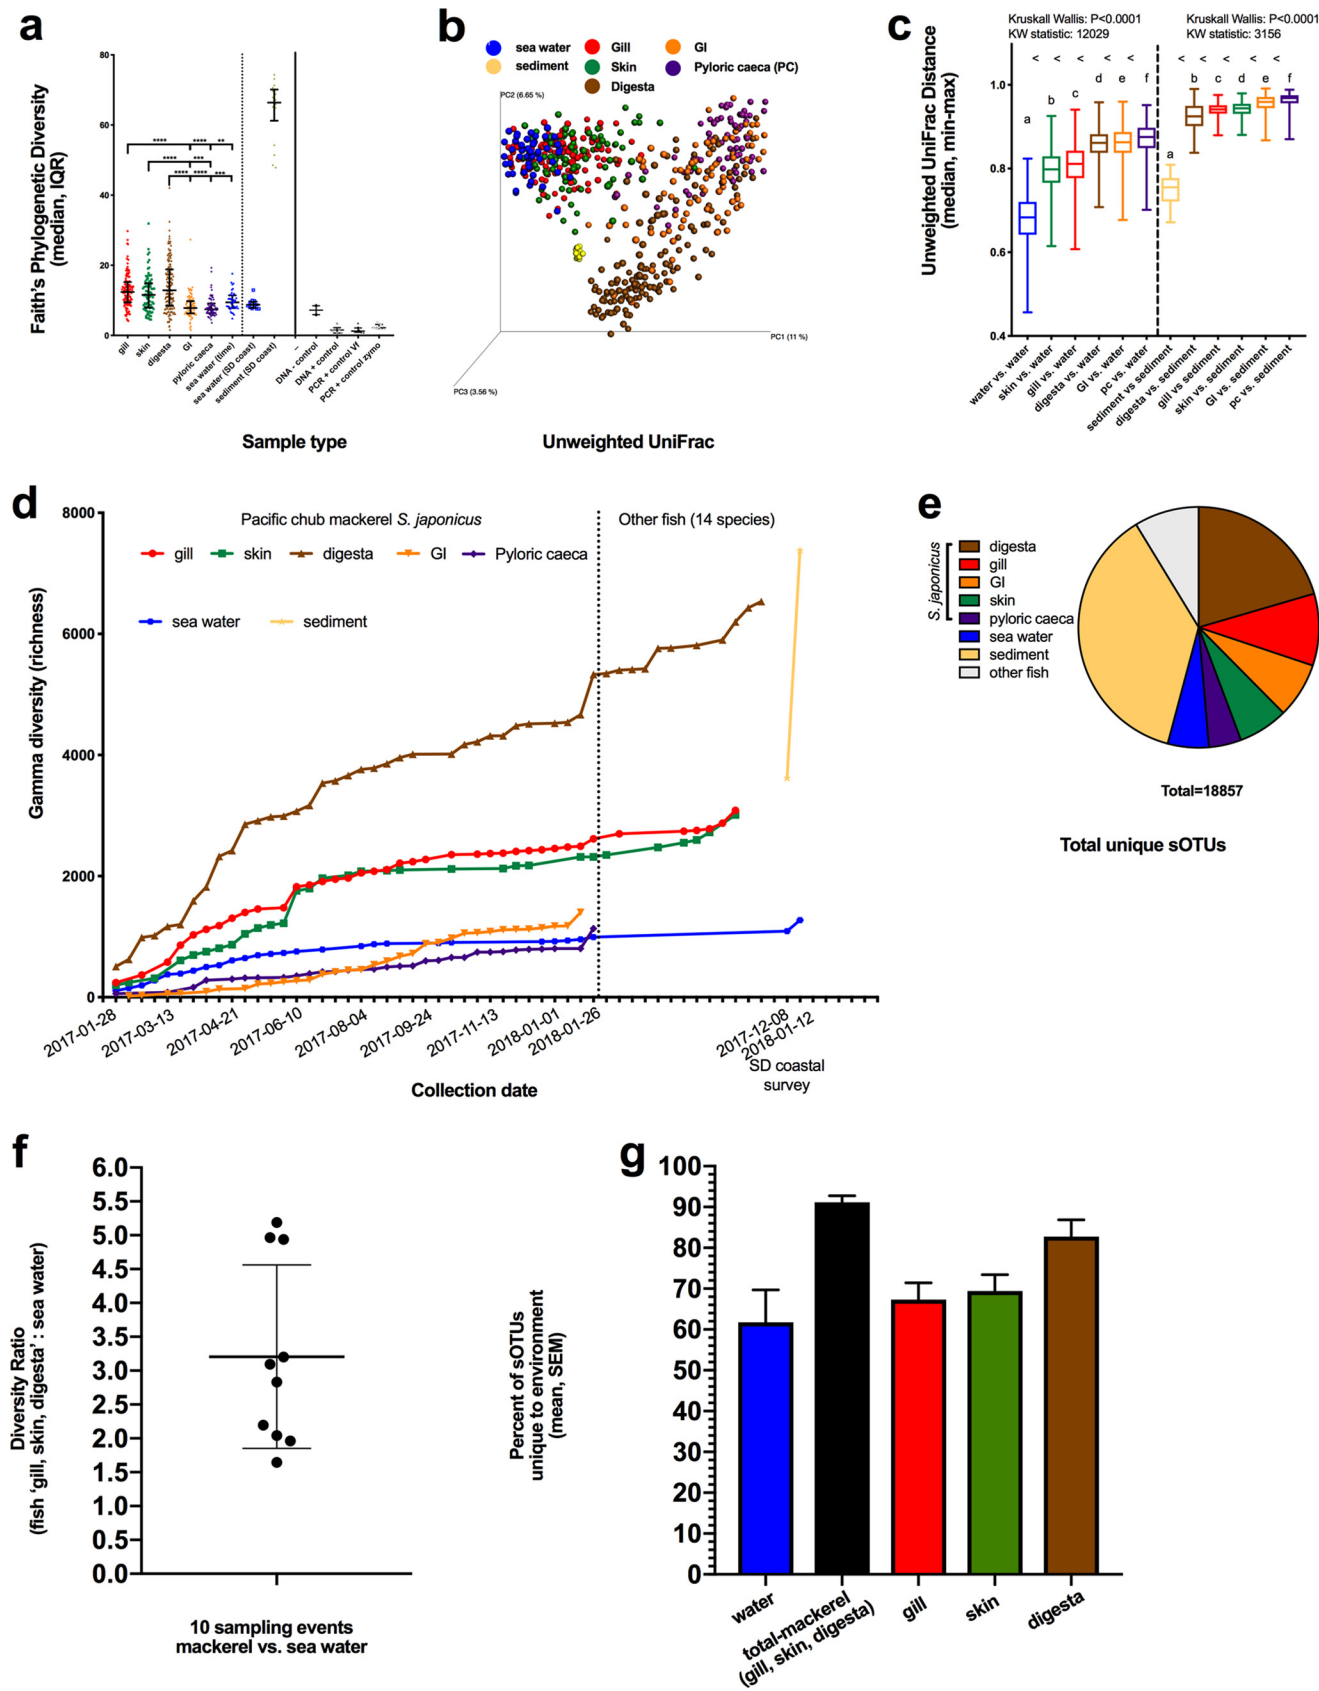 a
Faith's Phylogenetic Diversity
(median, IQR)
80
60
40
20
0
**** **** **
**** ***
**** **** ***
gill
skin
digesta
GI
pyloric caeca
sea water (time)
sea water (SD coast)
sediment (SD coast)
DNA - control
DNA + control
PCR + control Vf
PCR + control zymo
Sample type
b
sea water
sediment
Gill
Skin
Digesta
GI
Pyloric caeca (PC)
PC2 (6.65 %)
PC1 (11 %)
PC3 (3.56 %)
Unweighted UniFrac
c
Kruskall Wallis: P<0.0001
KW statistic: 12029
Kruskall Wallis: P<0.0001
KW statistic: 3156
< < < < < < < < < <
a b c d e f
a b c d e f
Unweighted UniFrac Distance
(median, min-max)
1.0
0.8
0.6
0.4
water vs. water
skin vs. water
gill vs. water
digesta vs. water
GI vs. water
pc vs. water
sediment vs sediment
digesta vs. sediment
gill vs sediment
skin vs. sediment
GI vs. sediment
pc vs. sediment
d
Gamma diversity (richness)
8000
6000
4000
2000
0
Pacific chub mackerel S. japonicus
Other fish (14 species)
gill
skin
digesta
GI
Pyloric caeca
sea water
sediment
2017-01-28
2017-03-13
2017-04-21
2017-06-10
2017-08-04
2017-09-24
2017-11-13
2018-01-01
2018-01-26
2017-12-08
2018-01-12
SD coastal
survey
Collection date
e
S. japonicus
digesta
gill
GI
skin
pyloric caeca
sea water
sediment
other fish
Total=18857
Total unique sOTUs
f
Diversity Ratio
(fish 'gill, skin, digesta' : sea water)
6.0
5.5
5.0
4.5
4.0
3.5
3.0
2.5
2.0
1.5
1.0
0.5
0.0
10 sampling events
mackerel vs. sea water
g
Percent of sOTUs
unique to environment
(mean, SEM)
100
90
80
70
60
50
40
30
20
10
0
water
total-mackerel
(gill, skin, digesta)
gill
skin
digesta